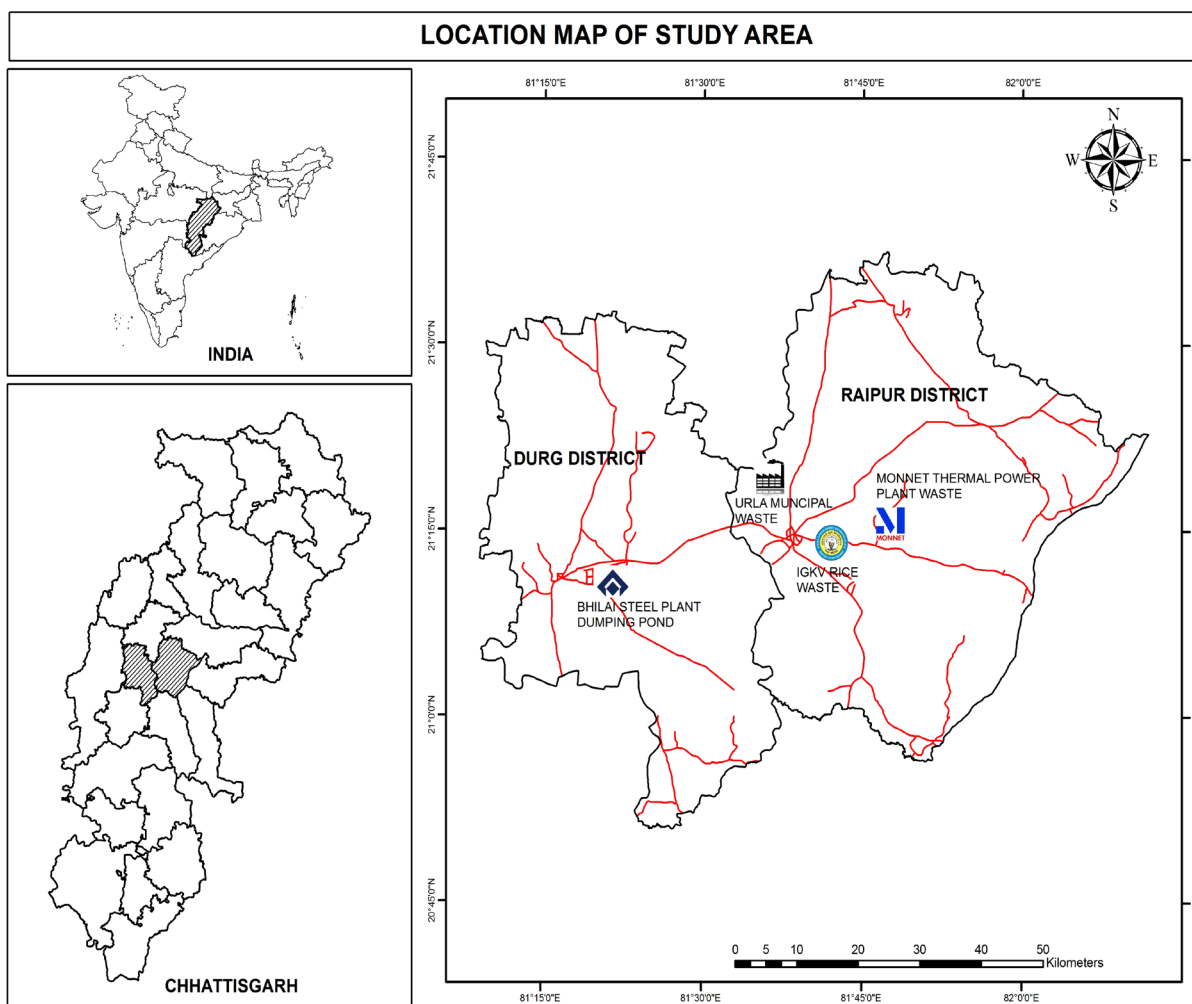 LOCATION MAP OF STUDY AREA
INDIA
CHHATTISGARH
81°15'0"E
81°30'0"E
81°45'0"E
82°0'0"E
21°45'0"N
21°30'0"N
21°15'0"N
21°0'0"N
20°45'0"N
N
W
E
S
RAIPUR DISTRICT
DURG DISTRICT
MONNET THERMAL POWER
PLANT WASTE
URLA MUNCIPAL
WASTE
MONNET
IGKV RICE
WASTE
BHILAI STEEL PLANT
DUMPING POND
0 5 10 20 30 40 50
Kilometers
81°15'0"E
81°30'0"E
81°45'0"E
82°0'0"E